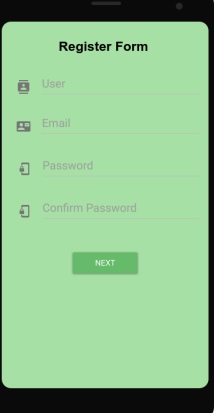 Register Form
User
Email
Password
Confirm Password
NEXT